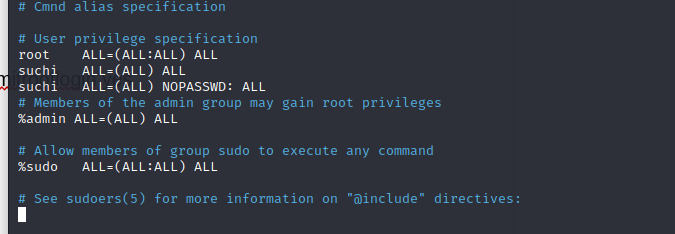 # Cmnd alias specification
# User privilege specification
root    ALL=(ALL:ALL) ALL
suchi   ALL=(ALL) ALL
suchi   ALL=(ALL) NOPASSWD: ALL
# Members of the admin group may gain root privileges
%admin ALL=(ALL) ALL
# Allow members of group sudo to execute any command
%sudo   ALL=(ALL:ALL) ALL
# See sudoers(5) for more information on "@include" directives: